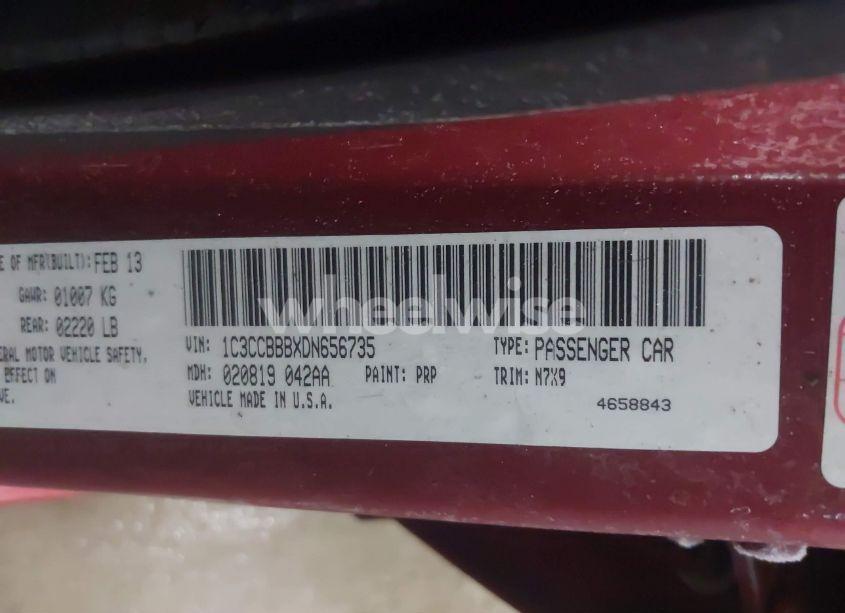 E OF MFR(BUILT): FEB 13
GAWR: 01007 KG
REAR: 02220 LB
ERAL MOTOR VEHICLE SAFETY,
EFFECT ON
VE.
wheelwise
VIN: 1C3CCBBBXDN656735
TYPE: PASSENGER CAR
MDH: 020819 042AA
PAINT: PRP
TRIM: N7X9
VEHICLE MADE IN U.S.A.
4658843